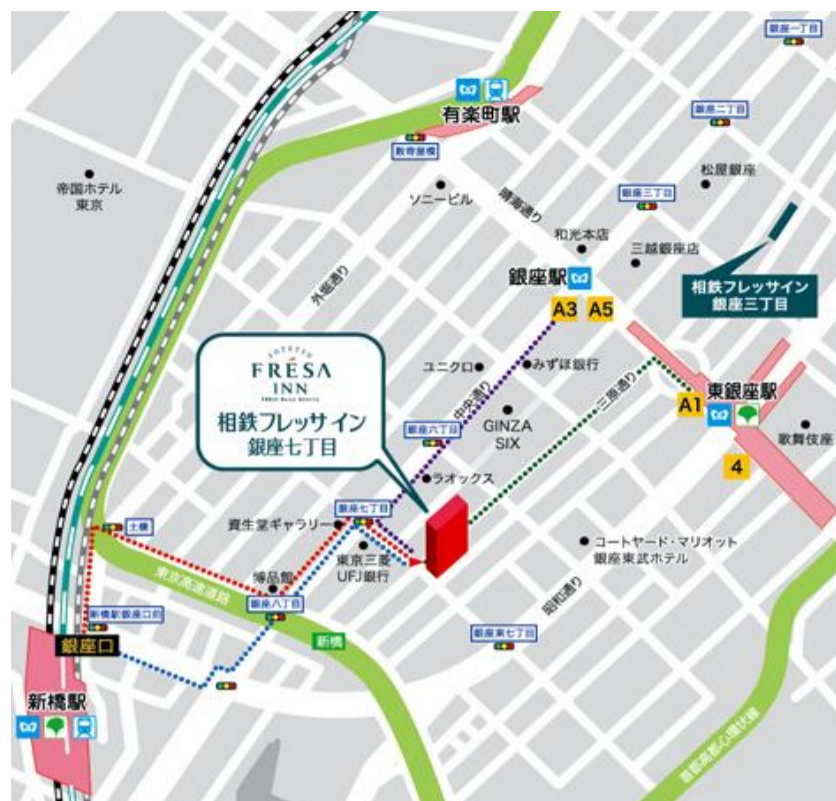 銀座一丁目
有楽町駅
銀座二丁目
数寄屋橋
松屋銀座
帝国ホテル
東京
ソニービル
銀座三丁目
晴海通り
和光本店
三越銀座店
外堀通り
銀座駅
相鉄フレッサイン
銀座三丁目
A3
A5
SOTETSU
FRÉSA
INN
相鉄フレッサイン
銀座七丁目
ユニクロ
みずほ銀行
中央通り
三原通り
東銀座駅
A1
GINZA
SIX
銀座六丁目
歌舞伎座
4
ラオックス
銀座七丁目
資生堂ギャラリー
土橋
東京三菱
UFJ銀行
コートヤード・マリオット
銀座東武ホテル
博品館
東京高速道路
昭和通り
銀座八丁目
新橋駅銀座口前
銀座口
新橋
銀座東七丁目
新橋駅
首都高都心環状線